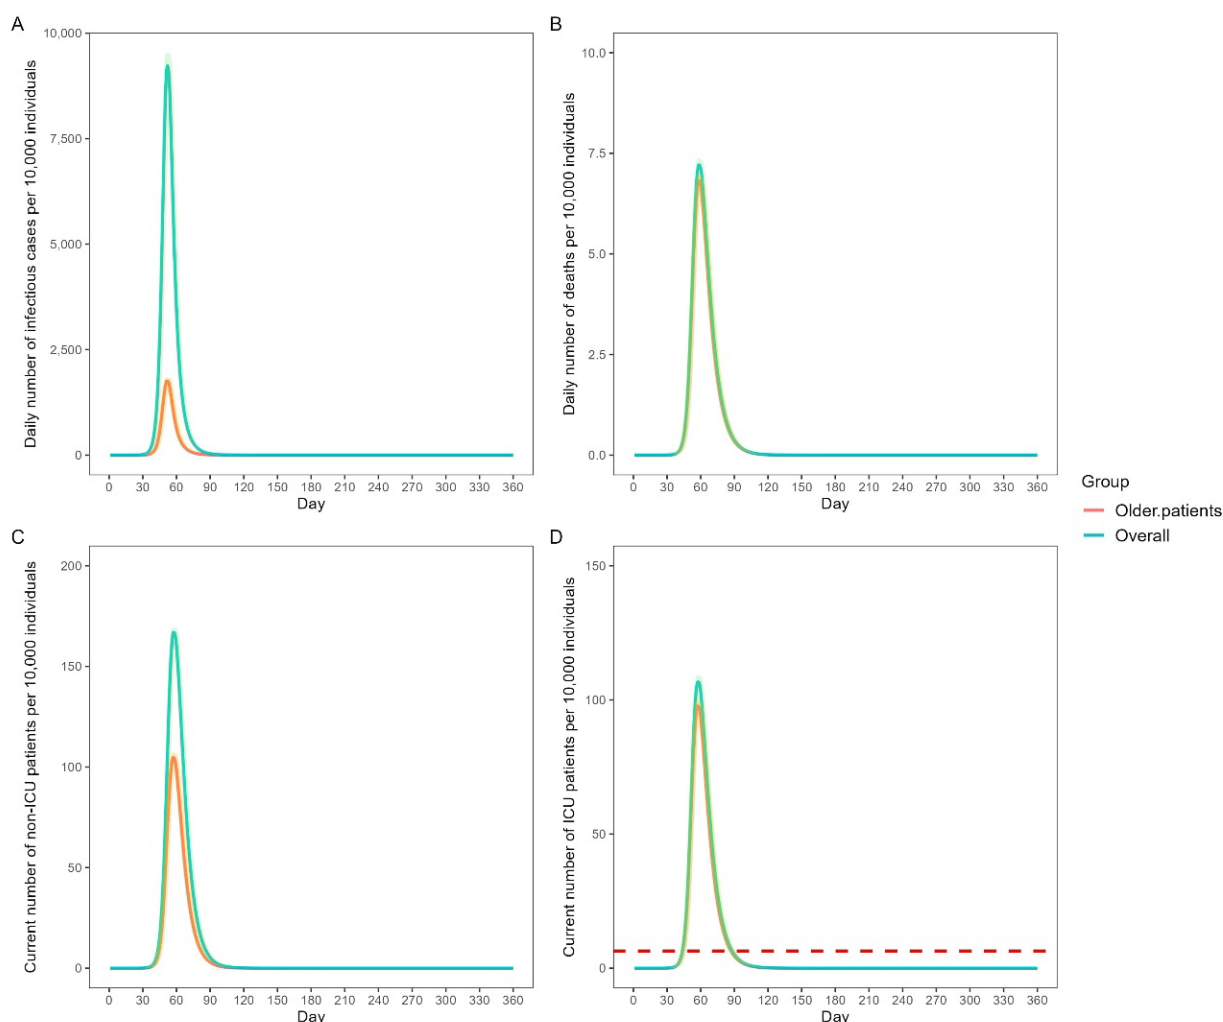 A
Daily number of infectious cases per 10,000 individuals
10,000
7,500
5,000
2,500
0
0 30 60 90 120 150 180 210 240 270 300 330 360
Day
B
Daily number of deaths per 10,000 individuals
10.0
7.5
5.0
2.5
0.0
0 30 60 90 120 150 180 210 240 270 300 330 360
Day
Group
Older.patients
Overall
C
Current number of non-ICU patients per 10,000 individuals
200
150
100
50
0
0 30 60 90 120 150 180 210 240 270 300 330 360
Day
D
Current number of ICU patients per 10,000 individuals
150
100
50
0
0 30 60 90 120 150 180 210 240 270 300 330 360
Day